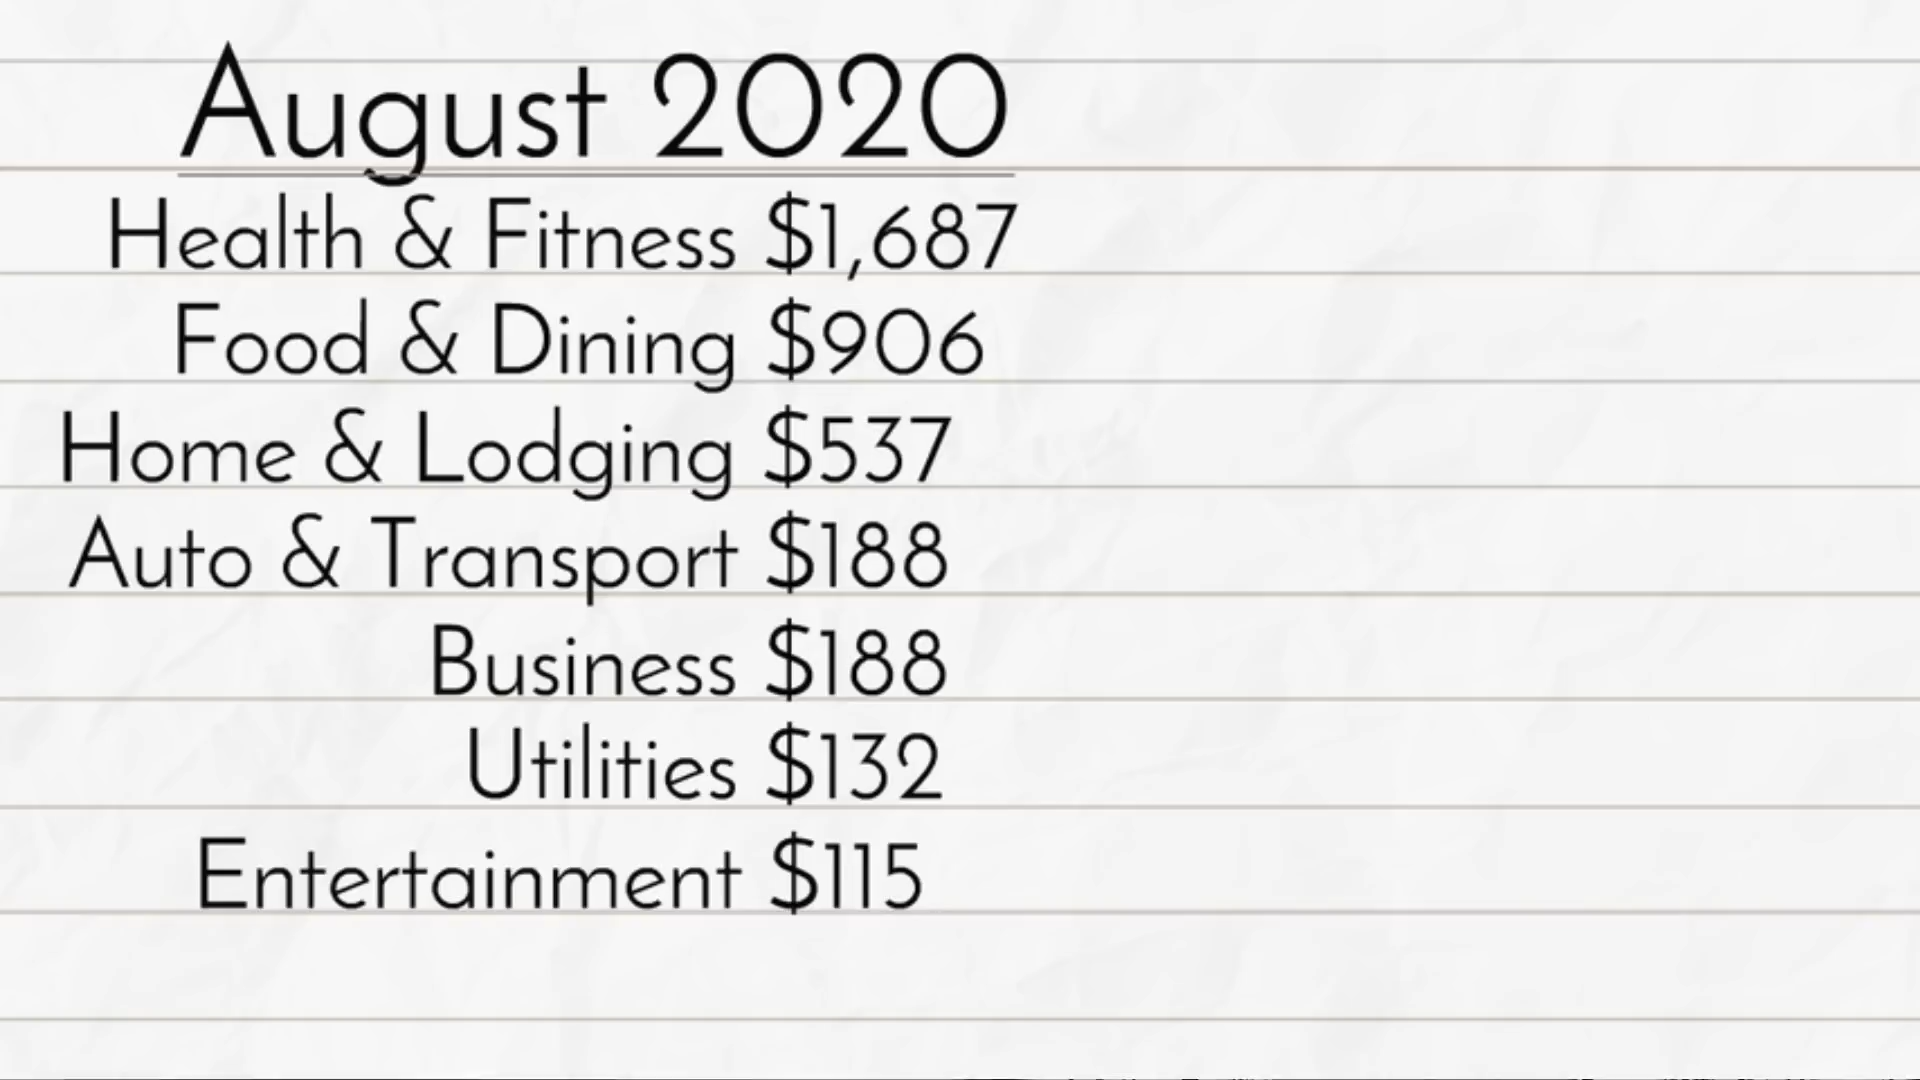 August 2020
Health & Fitness $1,687
Food & Dining $906
Home & Lodging $537
Auto & Transport $188
Business $188
Utilities $132
Entertainment $115